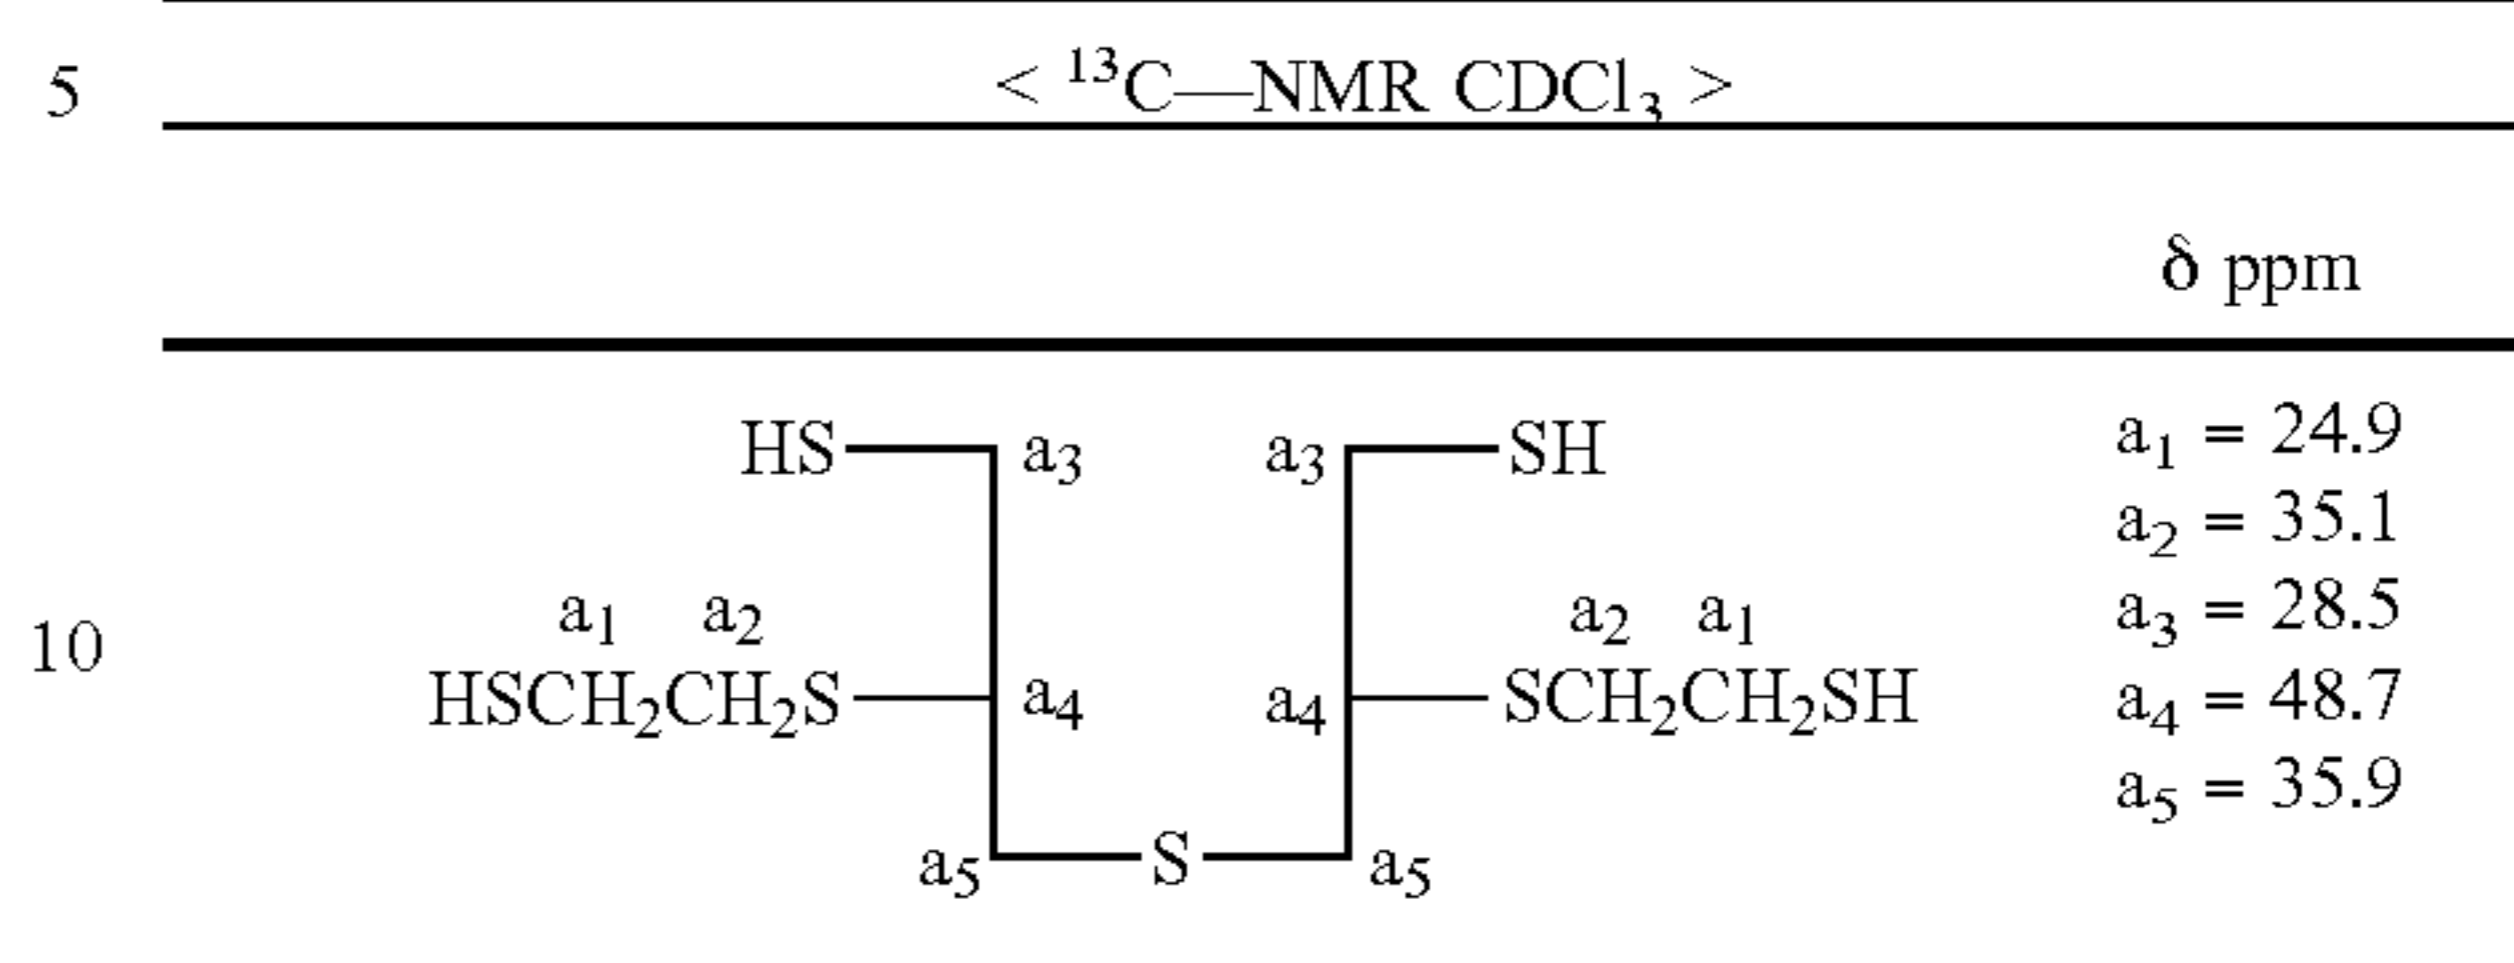 5 < ¹³C—NMR CDCl₃ >
δ ppm
HS a₃ a₃ SH a₁ = 24.9
a₂ = 35.1
a₁ a₂ a₂ a₁ a₃ = 28.5
10 HSCH₂CH₂S a₄ a₄ SCH₂CH₂SH a₄ = 48.7
a₅ = 35.9
a₅ S a₅